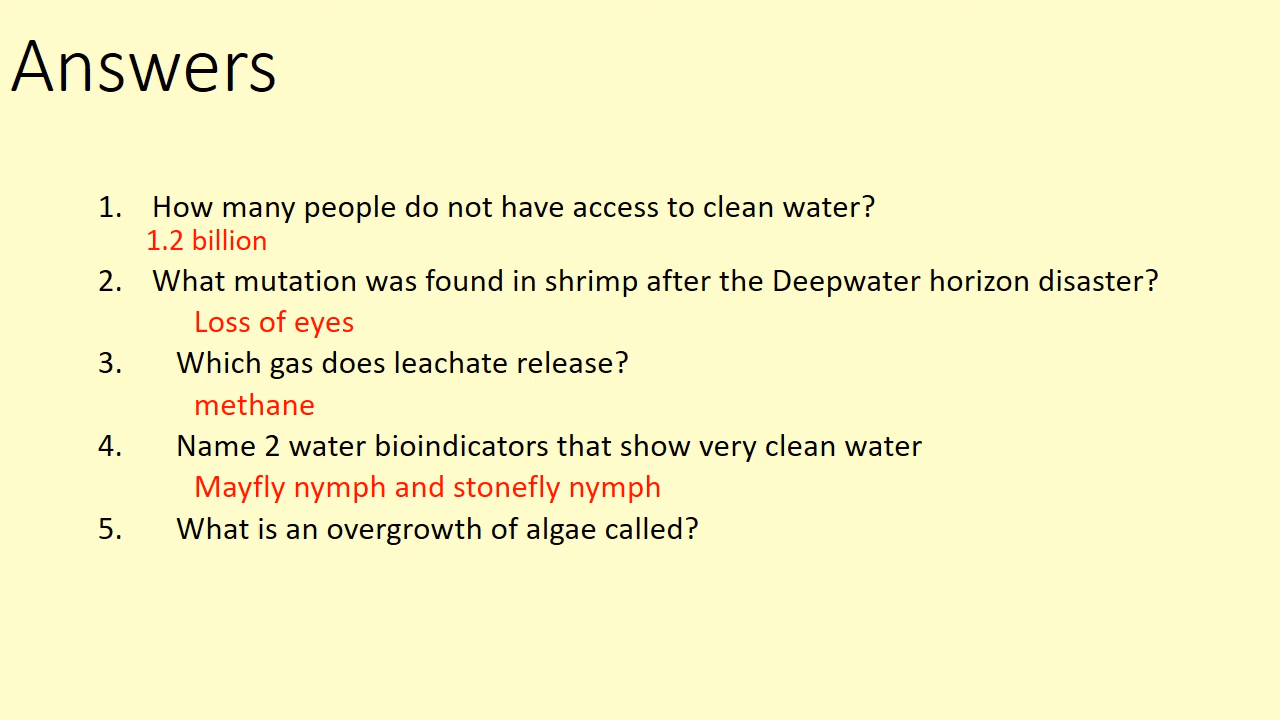 Answers
1. How many people do not have access to clean water?
1.2 billion
2. What mutation was found in shrimp after the Deepwater horizon disaster?
Loss of eyes
3. Which gas does leachate release?
methane
4. Name 2 water bioindicators that show very clean water
Mayfly nymph and stonefly nymph
5. What is an overgrowth of algae called?